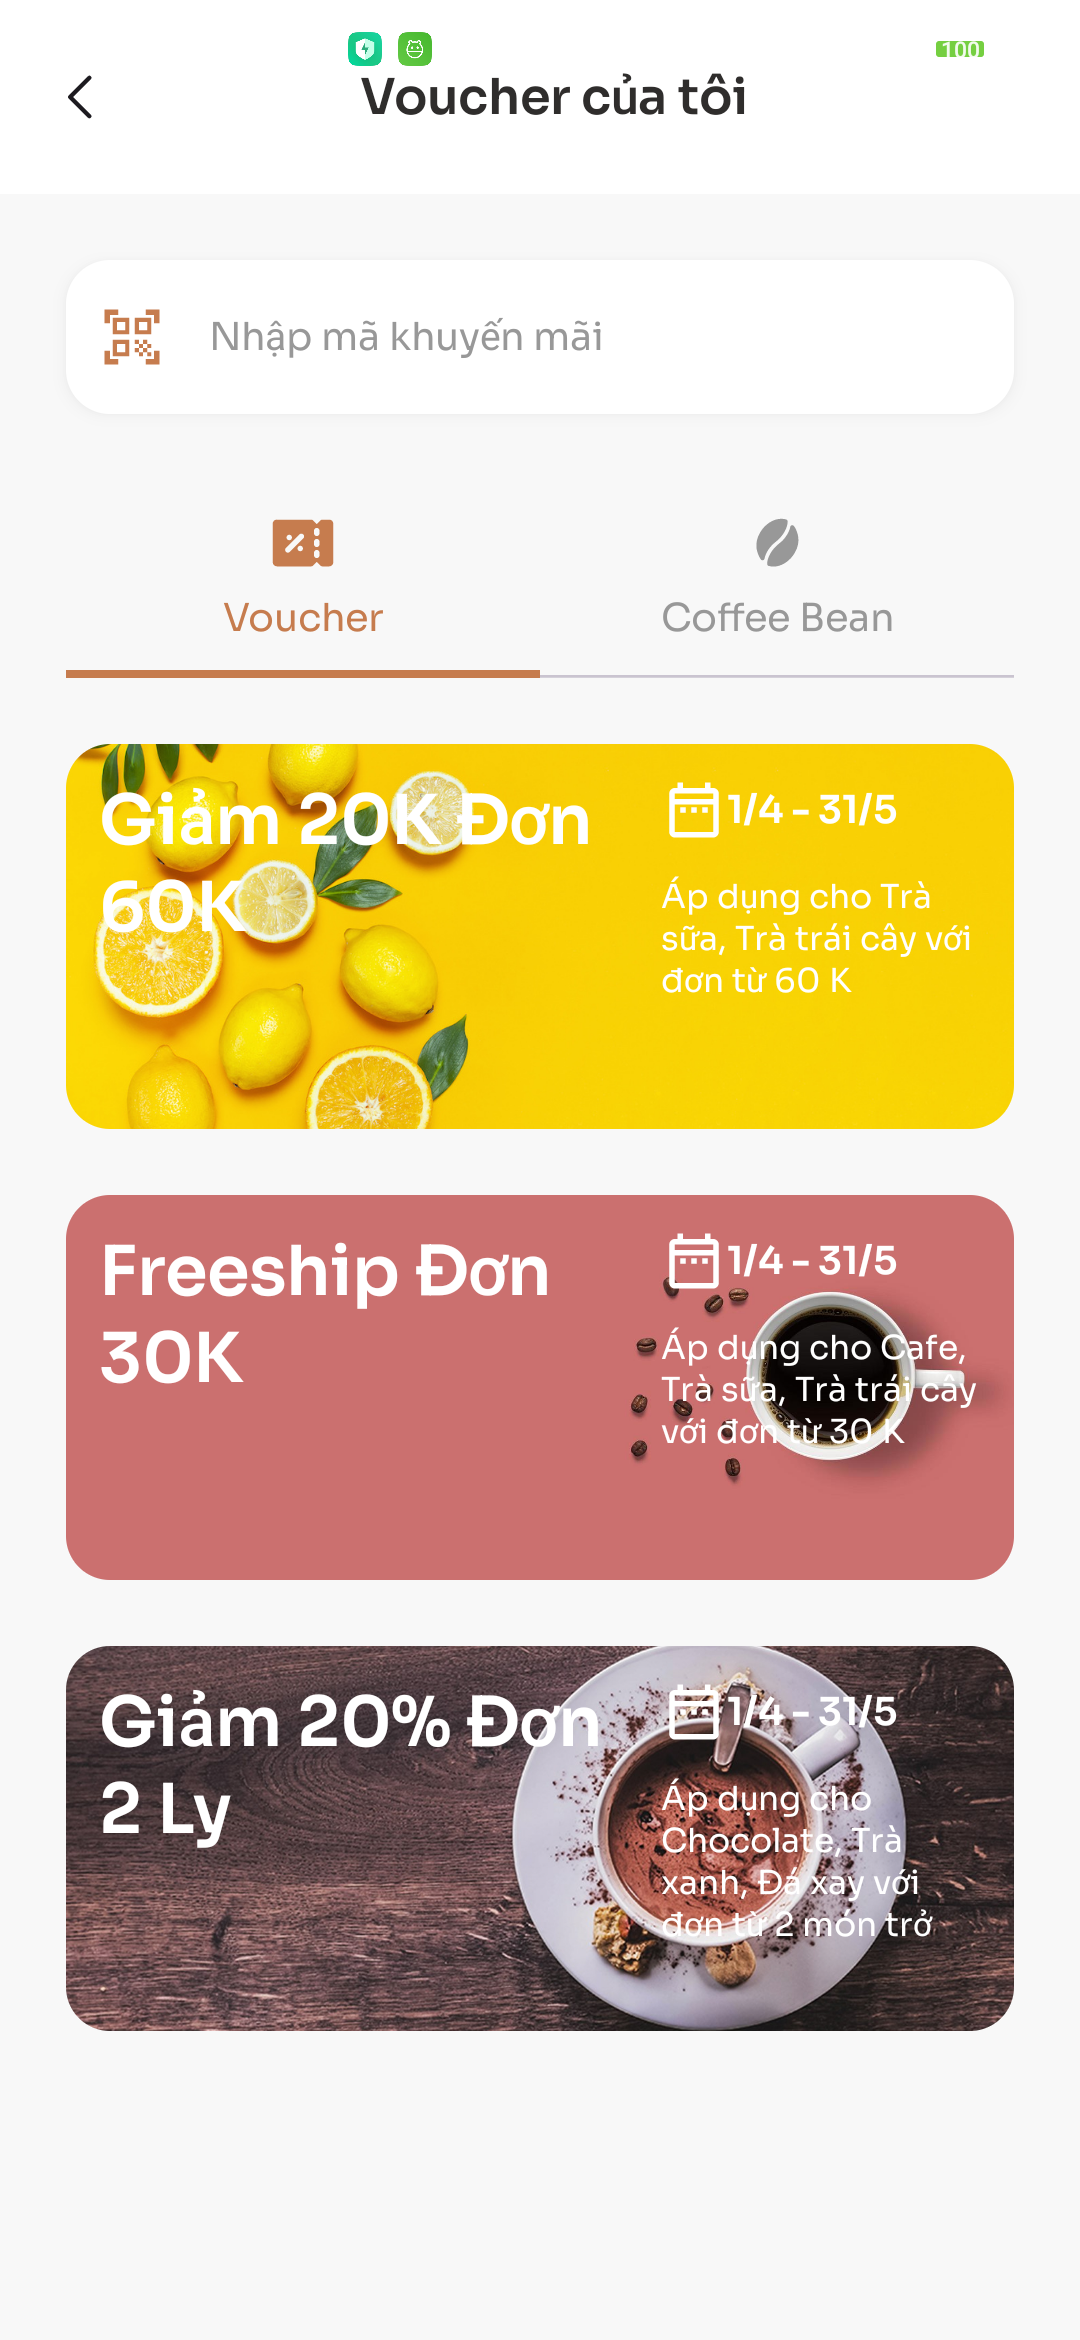 100
Voucher của tôi
Nhập mã khuyến mãi
Voucher
Coffee Bean
Giảm 20K Đơn
60K
1/4 - 31/5
Áp dụng cho Trà
sữa, Trà trái cây với
đơn từ 60 K
Freeship Đơn
30K
1/4 - 31/5
Áp dụng cho Cafe,
Trà sữa, Trà trái cây
với đơn từ 30 K
Giảm 20% Đơn
2 Ly
1/4 - 31/5
Áp dụng cho
Chocolate, Trà
xanh, Đá xay với
đơn từ 2 món trở